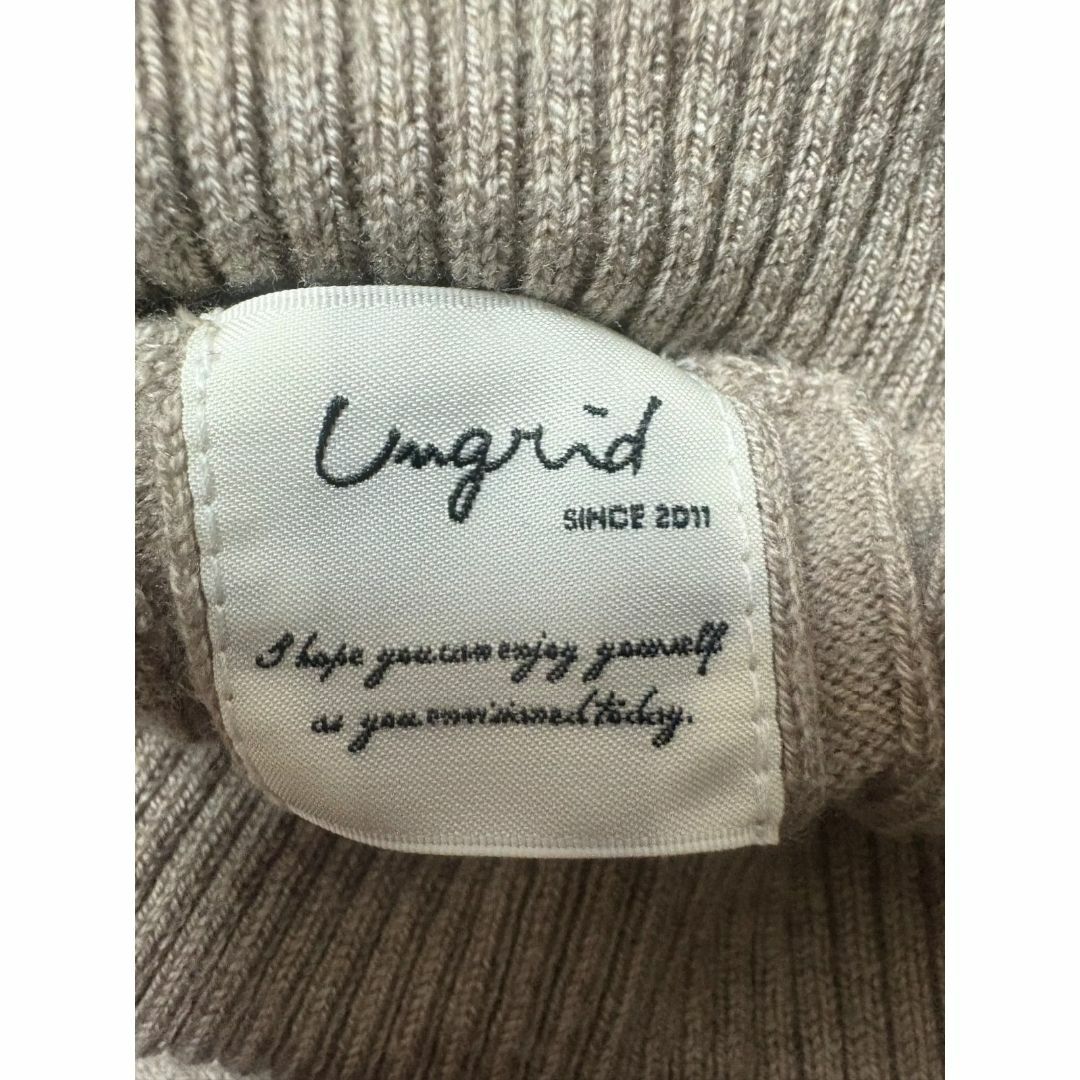 Ungrid
SINCE 2011
I hope you can enjoy yourself
as you envisioned today.